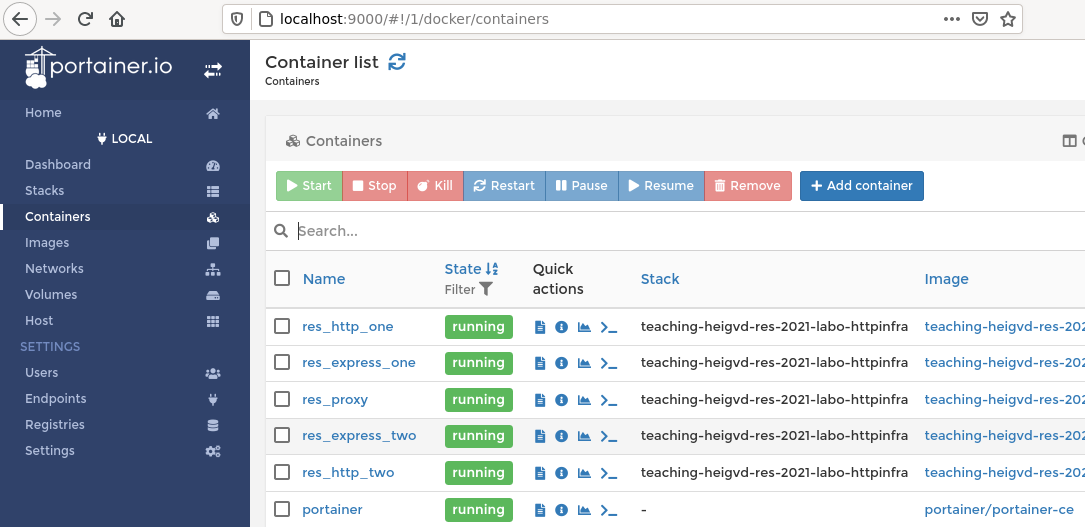 localhost:9000/#!/1/docker/containers
portainer.io
Container list
Containers
Home
LOCAL
Dashboard
Stacks
Containers
Images
Networks
Volumes
Host
SETTINGS
Users
Endpoints
Registries
Settings
Containers
Start Stop Kill Restart Pause Resume Remove Add container
Search...
Name State Filter Quick actions Stack Image
res_http_one running teaching-heigvd-res-2021-labo-httpinfra teaching-heigvd-res-202
res_express_one running teaching-heigvd-res-2021-labo-httpinfra teaching-heigvd-res-202
res_proxy running teaching-heigvd-res-2021-labo-httpinfra teaching-heigvd-res-202
res_express_two running teaching-heigvd-res-2021-labo-httpinfra teaching-heigvd-res-202
res_http_two running teaching-heigvd-res-2021-labo-httpinfra teaching-heigvd-res-202
portainer running - portainer/portainer-ce